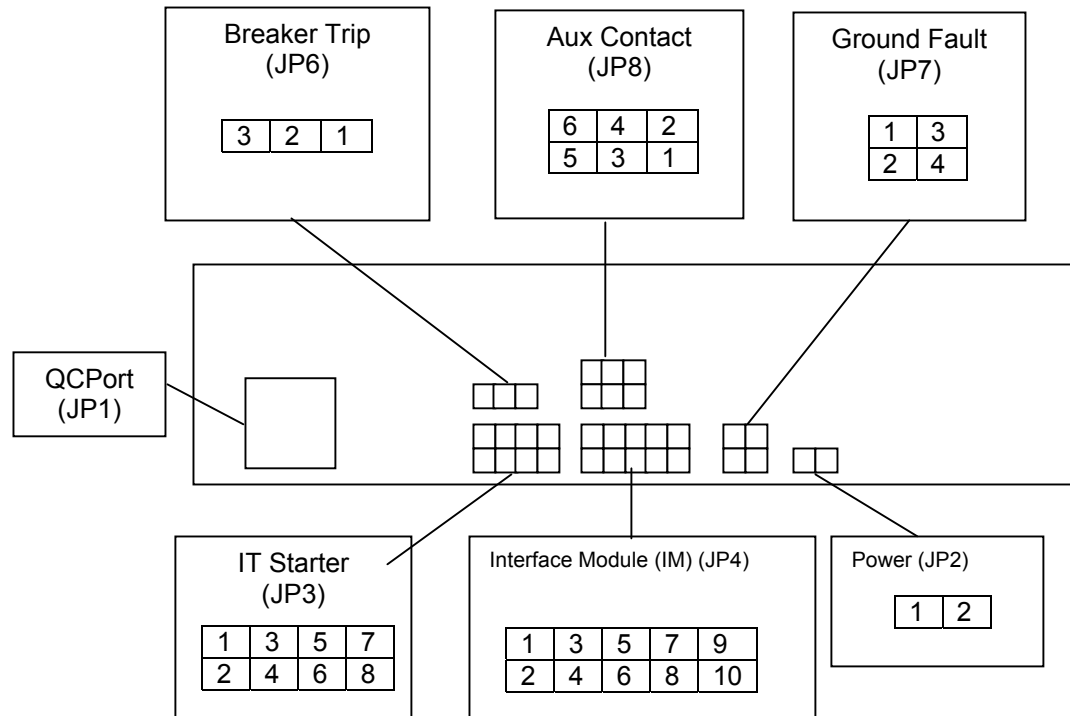 Breaker Trip
(JP6)
3 2 1
Aux Contact
(JP8)
6 4 2
5 3 1
Ground Fault
(JP7)
1 3
2 4
QCPort
(JP1)
IT Starter
(JP3)
1 3 5 7
2 4 6 8
Interface Module (IM) (JP4)
1 3 5 7 9
2 4 6 8 10
Power (JP2)
1 2